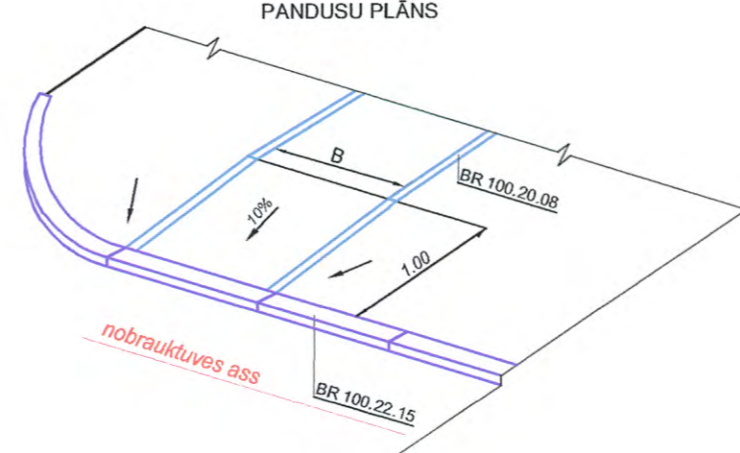 PANDUSU PLĀNS
B
BR 100.20.08
10%
1.00
nobrauktuves ass
BR 100.22.15